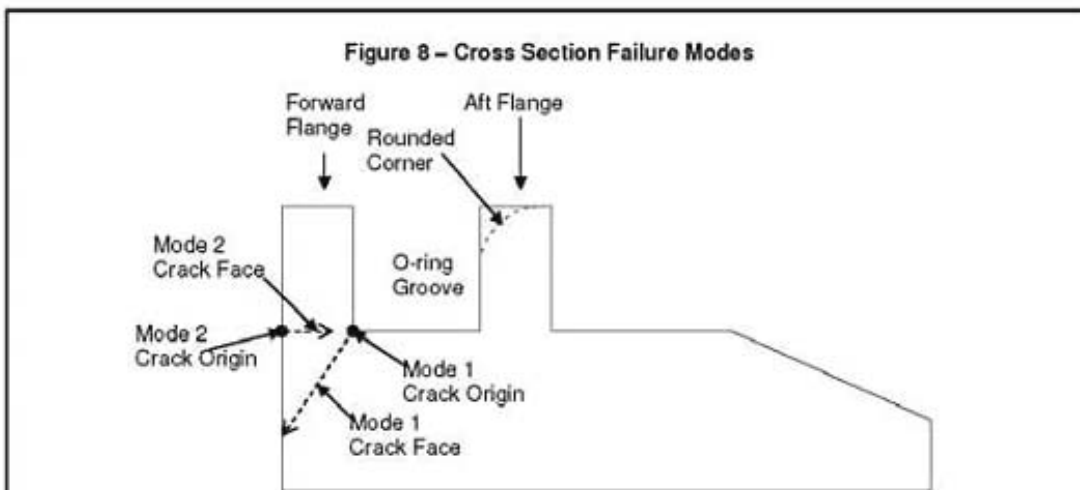 Figure 8 – Cross Section Failure Modes
Forward
Flange
Aft Flange
Rounded
Corner
Mode 2
Crack Face
O-ring
Groove
Mode 2
Crack Origin
Mode 1
Crack Origin
Mode 1
Crack Face